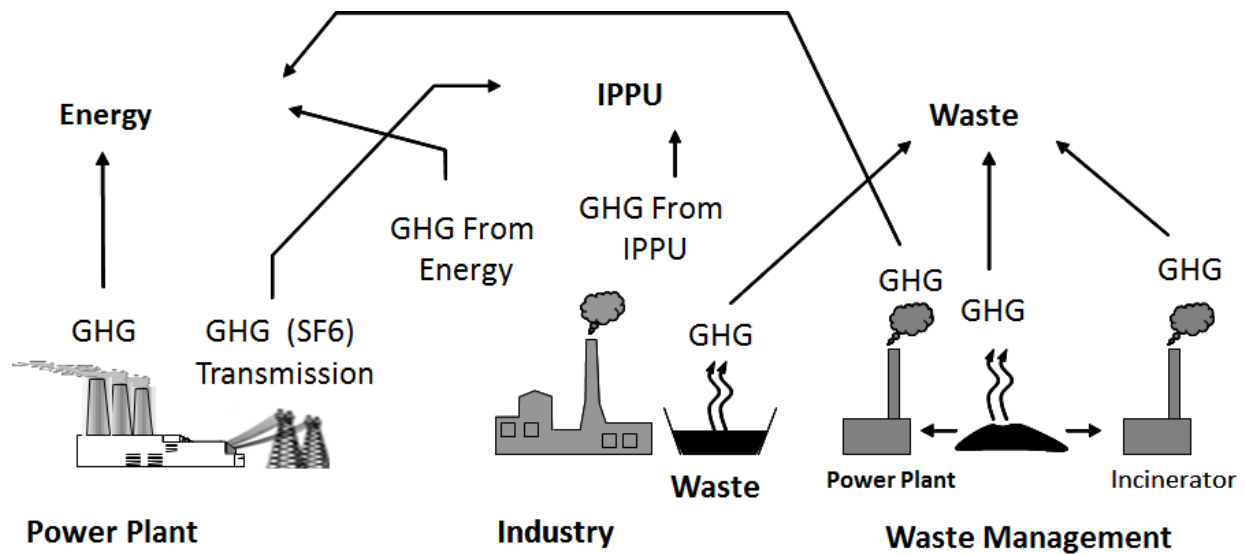 Energy
IPPU
Waste
GHG From
Energy
GHG From
IPPU
GHG
GHG (SF6)
Transmission
GHG
GHG
GHG
GHG
Waste
Power Plant
Incinerator
Power Plant
Industry
Waste Management